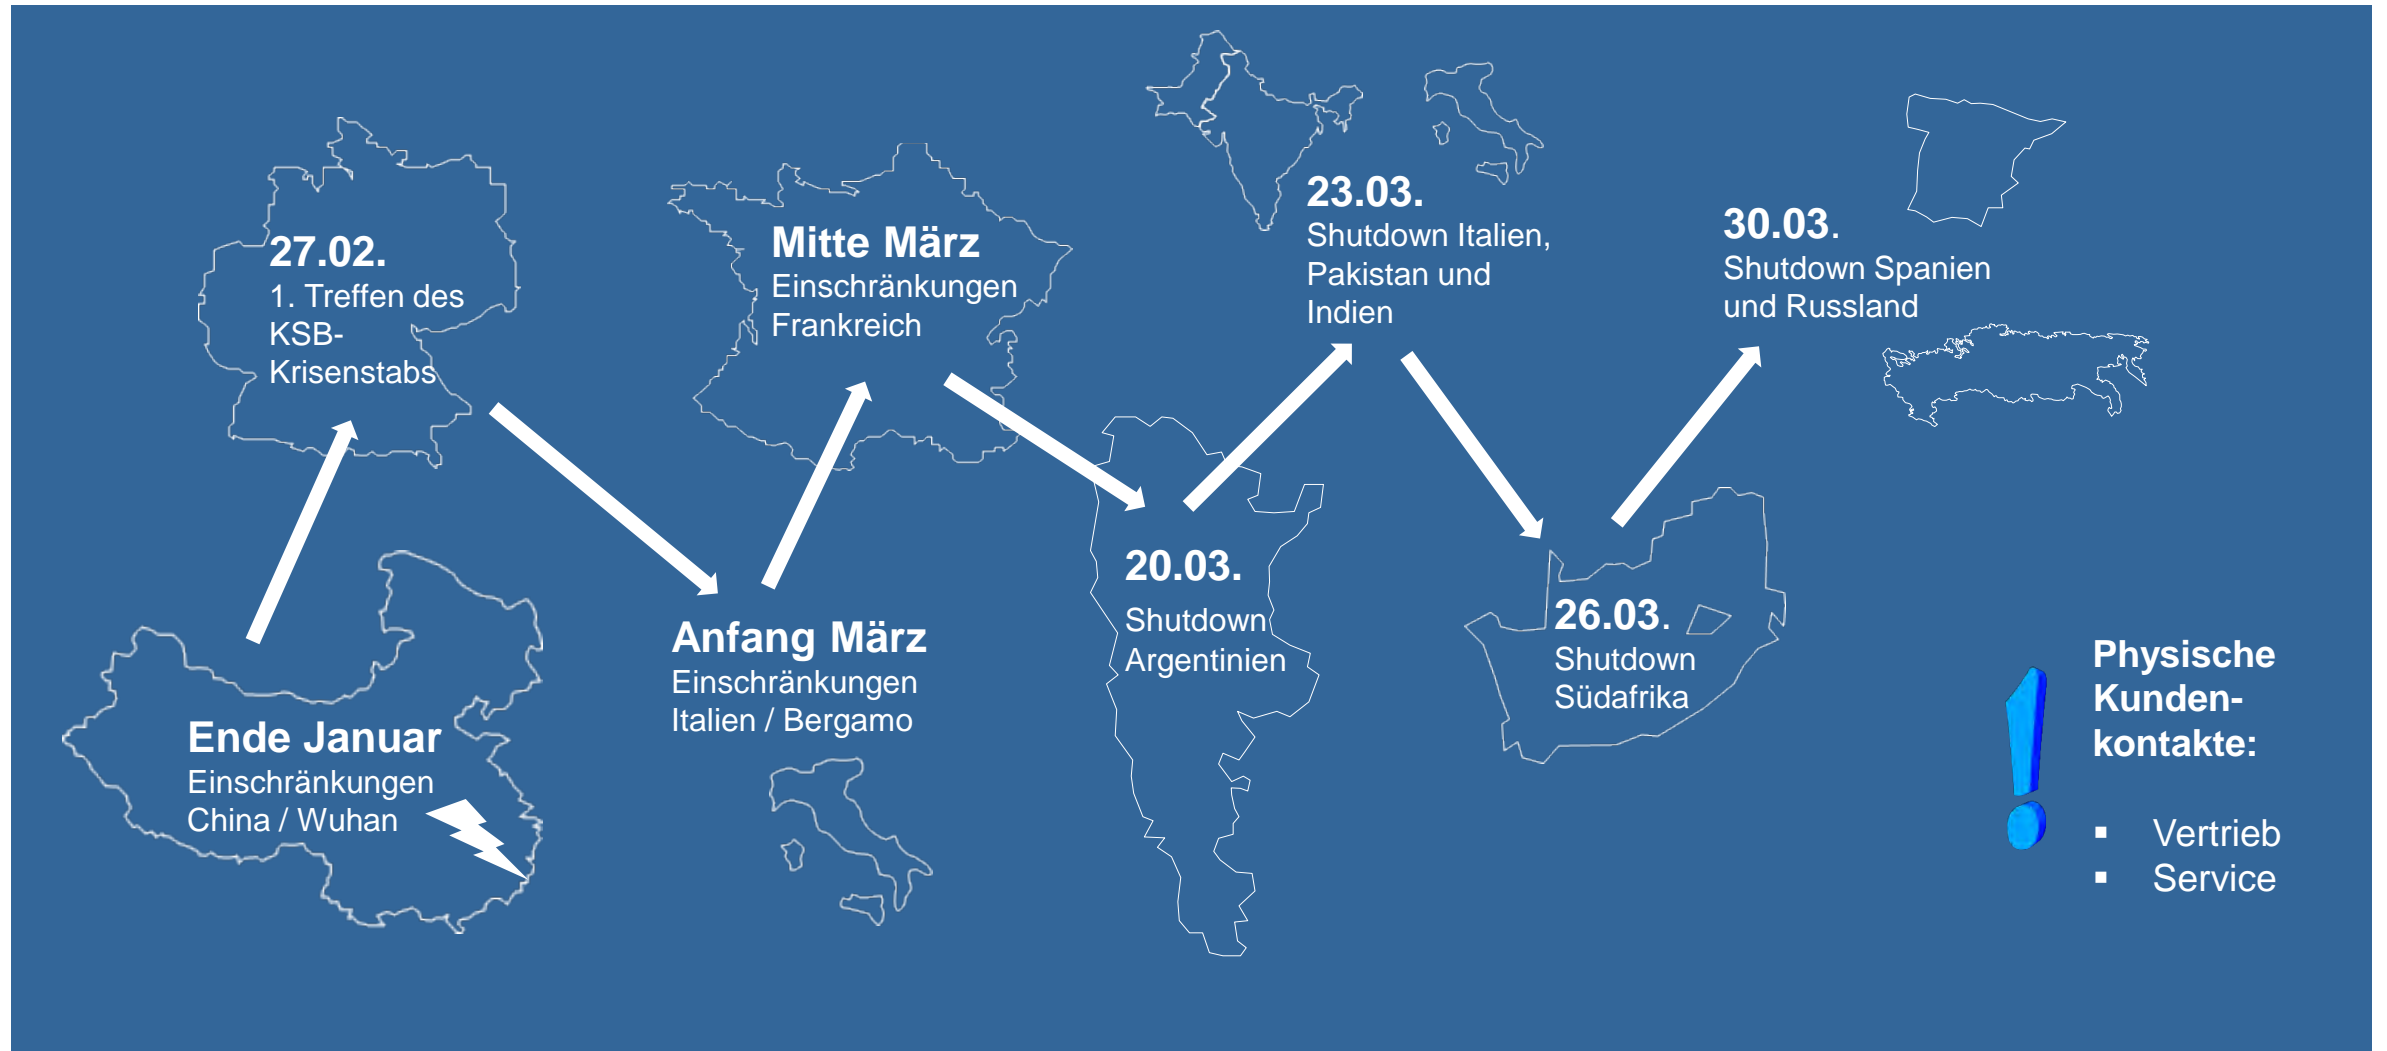 Ende Januar
Einschränkungen
China / Wuhan
27.02.
1. Treffen des
KSB-
Krisenstabs
Anfang März
Einschränkungen
Italien / Bergamo
Mitte März
Einschränkungen
Frankreich
20.03.
Shutdown
Argentinien
23.03.
Shutdown Italien,
Pakistan und
Indien
26.03.
Shutdown
Südafrika
30.03.
Shutdown Spanien
und Russland
Physische
Kunden-
kontakte:
▪ Vertrieb
▪ Service